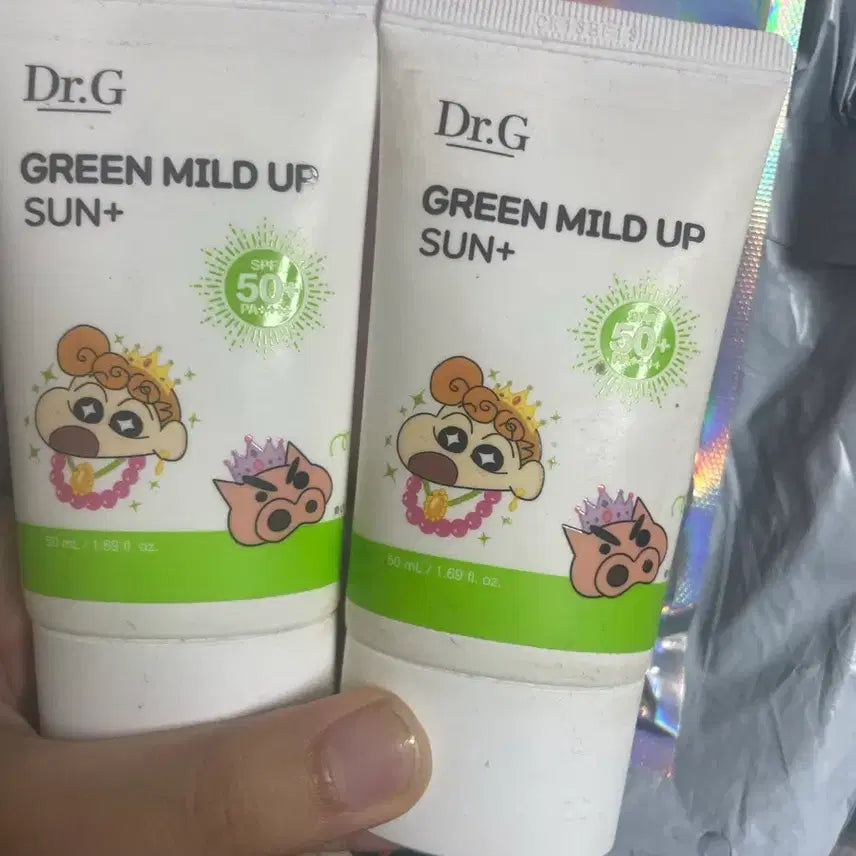 Dr.G
GREEN MILD UP
SUN+
SPF
50+
50 mL / 1.69 fl. oz.
Dr.G
GREEN MILD UP
SUN+
SPF
50+
50 mL / 1.69 fl. oz.